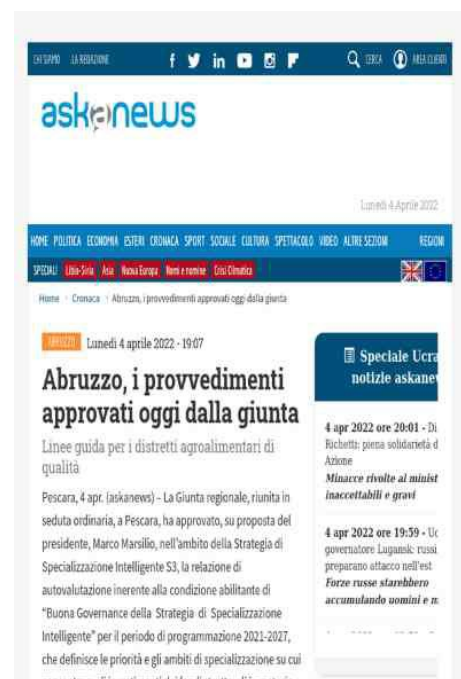 CHI SIAMO LA REDAZIONE
CERCA AREA CLIENTI
askanews
Lunedì 4 Aprile 2022
HOME POLITICA ECONOMIA ESTERI CRONACA SPORT SOCIALE CULTURA SPETTACOLO VIDEO ALTRE SEZIONI REGIONI
SPECIALI Libia-Siria Asia Nuova Europa Nomi e nomine Crisi Climatica
Home Cronaca Abruzzo, i provvedimenti approvati oggi dalla giunta
ABRUZZO Lunedì 4 aprile 2022 - 19:07
Abruzzo, i provvedimenti
approvati oggi dalla giunta
Linee guida per i distretti agroalimentari di
qualità
Pescara, 4 apr. (askanews) – La Giunta regionale, riunita in
seduta ordinaria, a Pescara, ha approvato, su proposta del
presidente, Marco Marsilio, nell'ambito della Strategia di
Specializzazione Intelligente S3, la relazione di
autovalutazione inerente alla condizione abilitante di
"Buona Governance della Strategia di Specializzazione
Intelligente" per il periodo di programmazione 2021-2027,
che definisce le priorità e gli ambiti di specializzazione su cui
Speciale Ucra
notizie askanew
4 apr 2022 ore 20:01 - Di
Richetti: piena solidarietà d
Azione
Minacce rivolte al minist
inaccettabili e gravi
4 apr 2022 ore 19:59 - Uc
governatore Lugansk: russi
preparano attacco nell'est
Forze russe starebbero
accumulando uomini e m